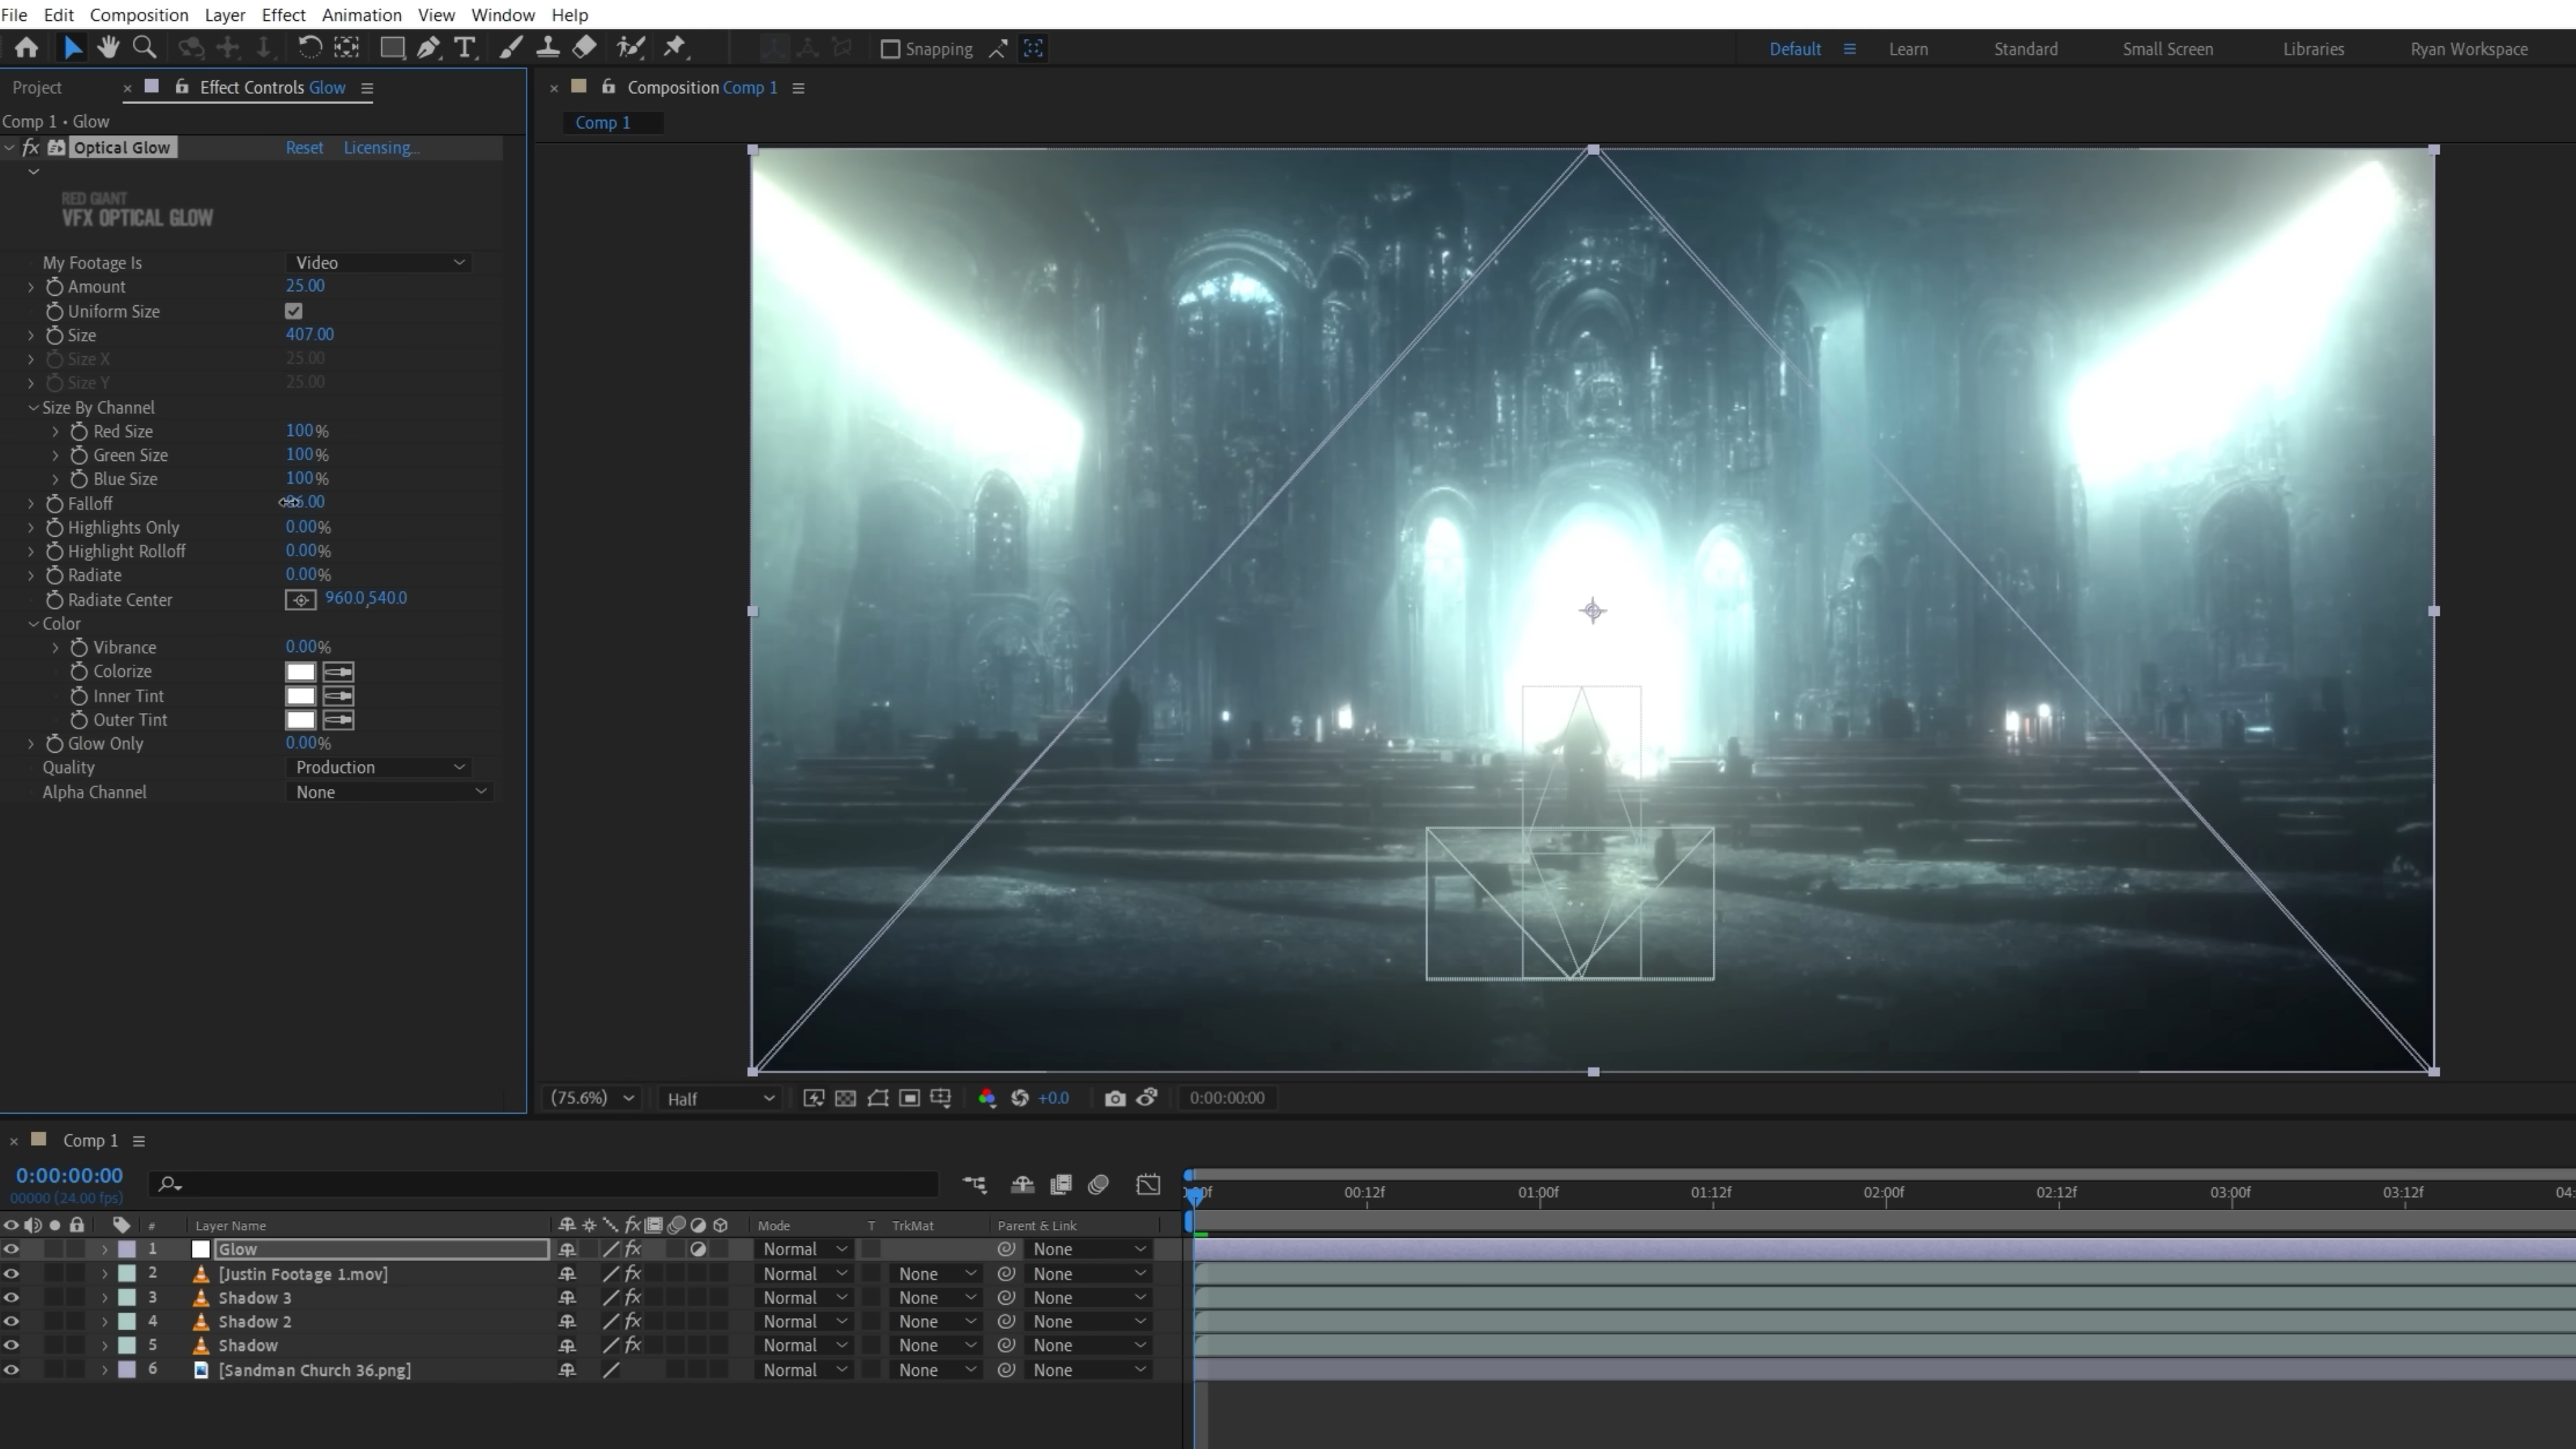 File Edit Composition Layer Effect Animation View Window Help
Snapping Default Learn Standard Small Screen Libraries Ryan Workspace
Project Effect Controls Glow Composition Comp 1
Comp 1 • Glow Comp 1
fx Optical Glow Reset Licensing...
RED GIANT
VFX OPTICAL GLOW
My Footage Is Video
Amount 25.00
Uniform Size
Size 407.00
Size X 25.00
Size Y 25.00
Size By Channel
Red Size 100%
Green Size 100%
Blue Size 100%
Falloff
Highlights Only 0.00%
Highlight Rolloff 0.00%
Radiate 0.00%
Radiate Center 960.0,540.0
Color
Vibrance 0.00%
Colorize
Inner Tint
Outer Tint
Glow Only 0.00%
Quality Production
Alpha Channel None
(75.6%) Half +0.0 0:00:00:00
Comp 1
0:00:00:00
00000 (24.00 fps)
00:12f 01:00f 01:12f 02:00f 02:12f 03:00f 03:12f
# Layer Name fx Mode T TrkMat Parent & Link
1 Glow fx Normal None
2 [Justin Footage 1.mov] fx Normal None None
3 Shadow 3 fx Normal None None
4 Shadow 2 fx Normal None None
5 Shadow fx Normal None None
6 [Sandman Church 36.png] Normal None None